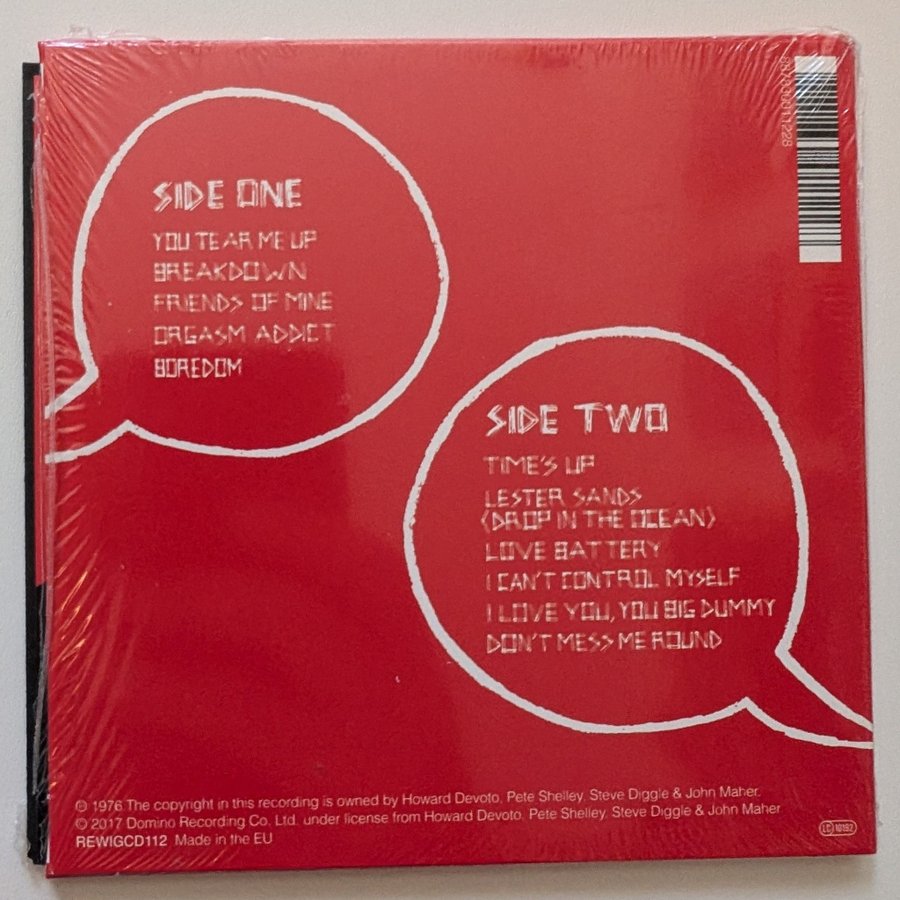 SIDE ONE
YOU TEAR ME UP
BREAKDOWN
FRIENDS OF MINE
ORGASM ADDICT
BOREDOM
SIDE TWO
TIME'S UP
LESTER SANDS
(DROP IN THE OCEAN)
LOVE BATTERY
I CAN'T CONTROL MYSELF
I LOVE YOU, YOU BIG DUMMY
DON'T MESS ME ROUND
℗ 1976 The copyright in this recording is owned by Howard Devoto, Pete Shelley, Steve Diggle & John Maher.
© 2017 Domino Recording Co. Ltd. under license from Howard Devoto, Pete Shelley, Steve Diggle & John Maher
REWIGCD112 Made in the EU
LC 10192